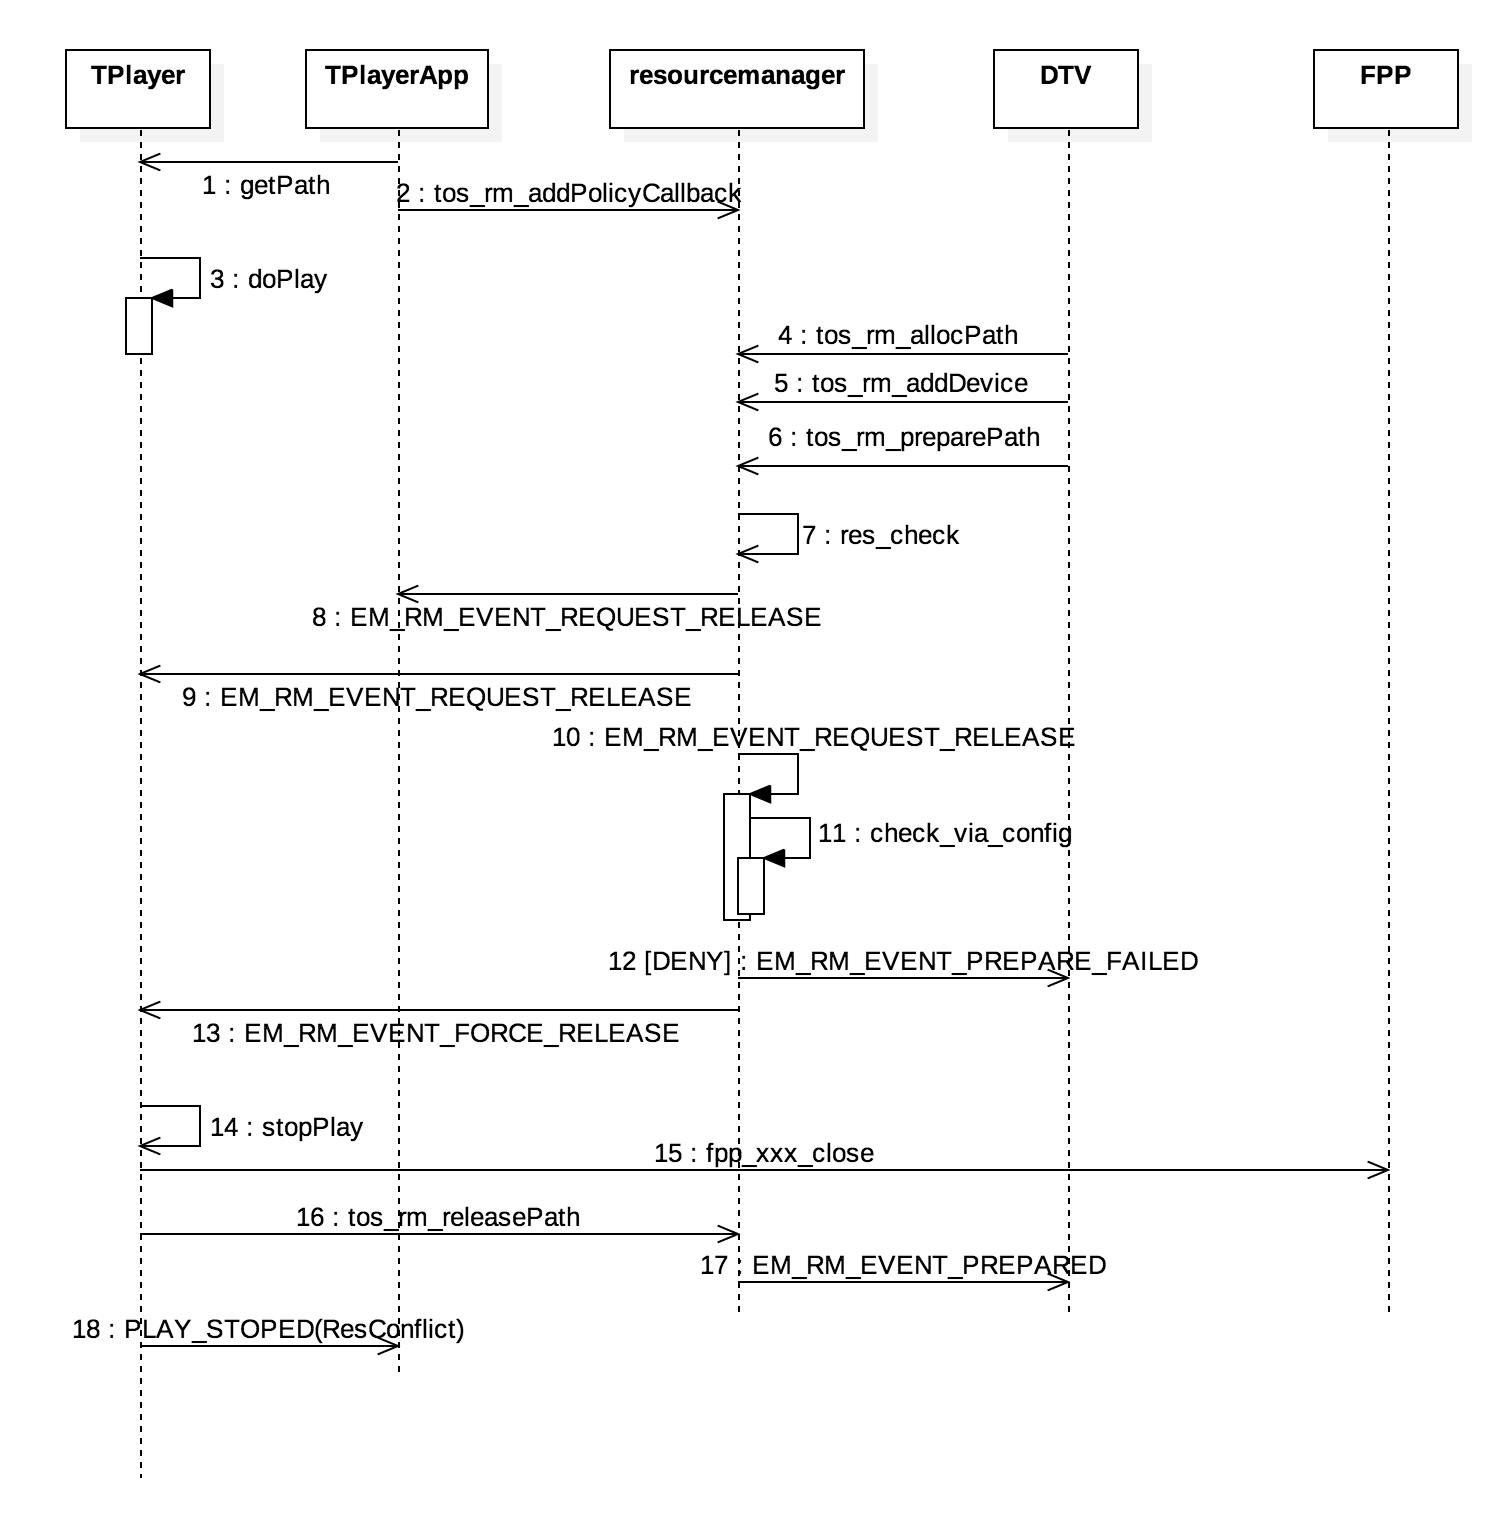 TPlayer
TPlayerApp
resourcemanager
DTV
FPP
1 : getPath
2 : tos_rm_addPolicyCallback
3 : doPlay
4 : tos_rm_allocPath
5 : tos_rm_addDevice
6 : tos_rm_preparePath
7 : res_check
8 : EM_RM_EVENT_REQUEST_RELEASE
9 : EM_RM_EVENT_REQUEST_RELEASE
10 : EM_RM_EVENT_REQUEST_RELEASE
11 : check_via_config
12 [DENY] : EM_RM_EVENT_PREPARE_FAILED
13 : EM_RM_EVENT_FORCE_RELEASE
14 : stopPlay
15 : fpp_xxx_close
16 : tos_rm_releasePath
17 : EM_RM_EVENT_PREPARED
18 : PLAY_STOPED(ResConflict)